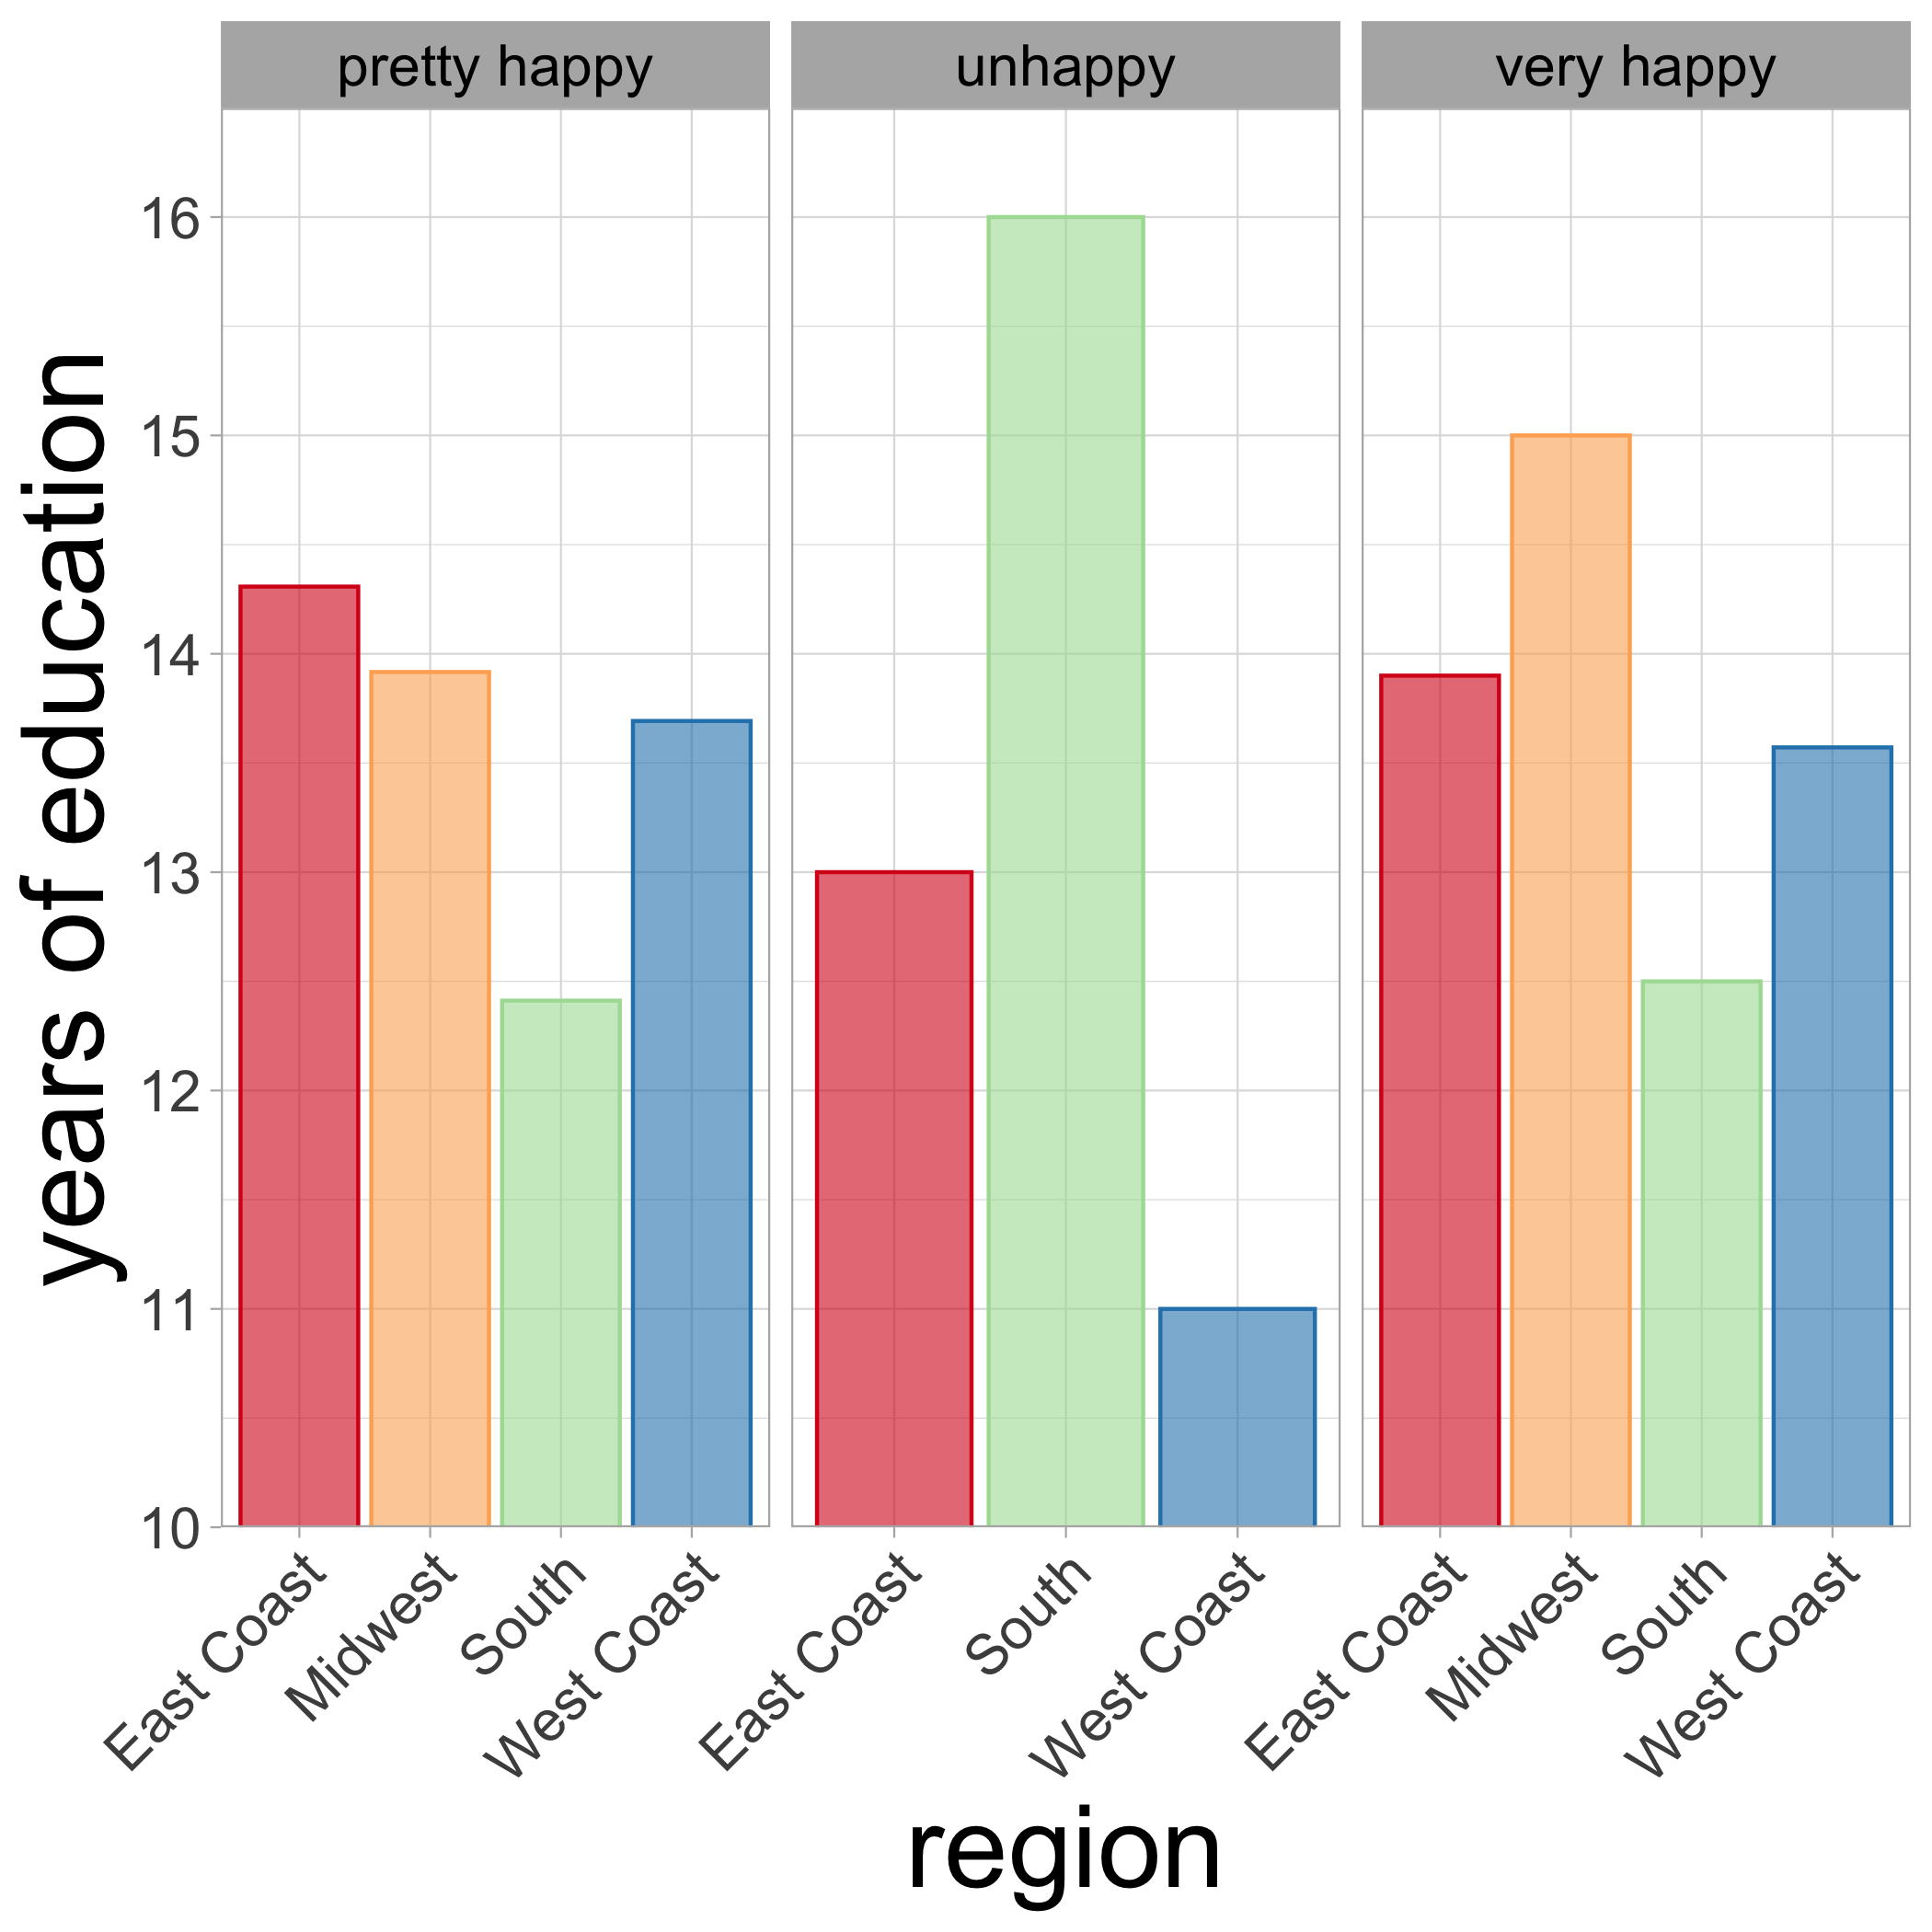 pretty happy
unhappy
very happy
years of education
16
15
14
13
12
11
10
East Coast
Midwest
South
West Coast
East Coast
South
West Coast
East Coast
Midwest
South
West Coast
region